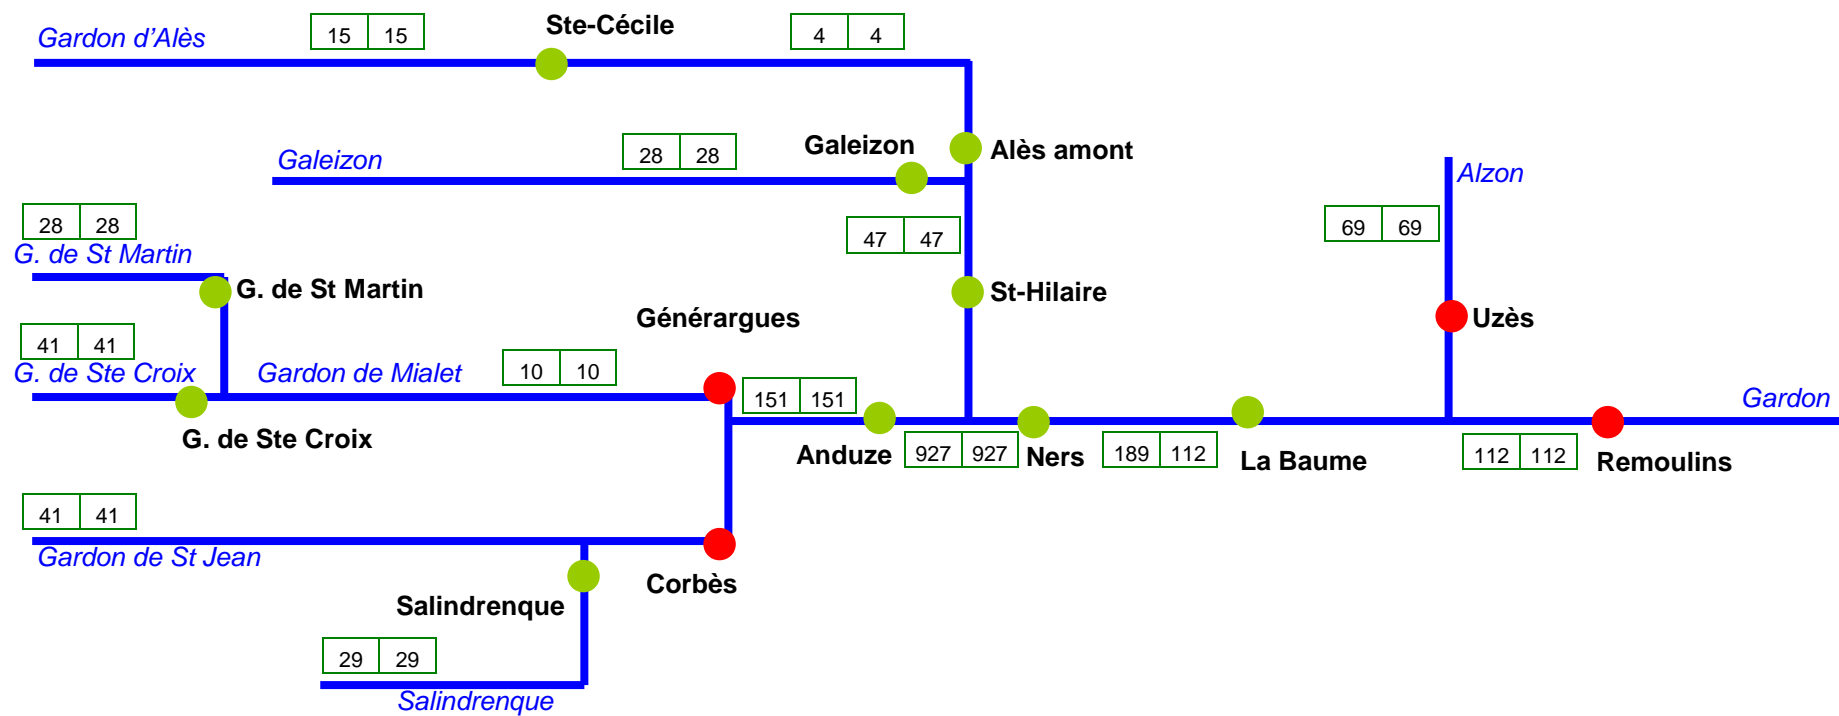 Ste-Cécile
Gardon d'Alès
15 15
4 4
Galeizon
Alès amont
Galeizon
28 28
Alzon
28 28
G. de St Martin
69 69
47 47
G. de St Martin
St-Hilaire
Générargues
Uzès
41 41
G. de Ste Croix
Gardon de Mialet
10 10
151 151
Gardon
G. de Ste Croix
Anduze
927 927
Ners
189 112
La Baume
112 112
Remoulins
41 41
Gardon de St Jean
Corbès
Salindrenque
29 29
Salindrenque